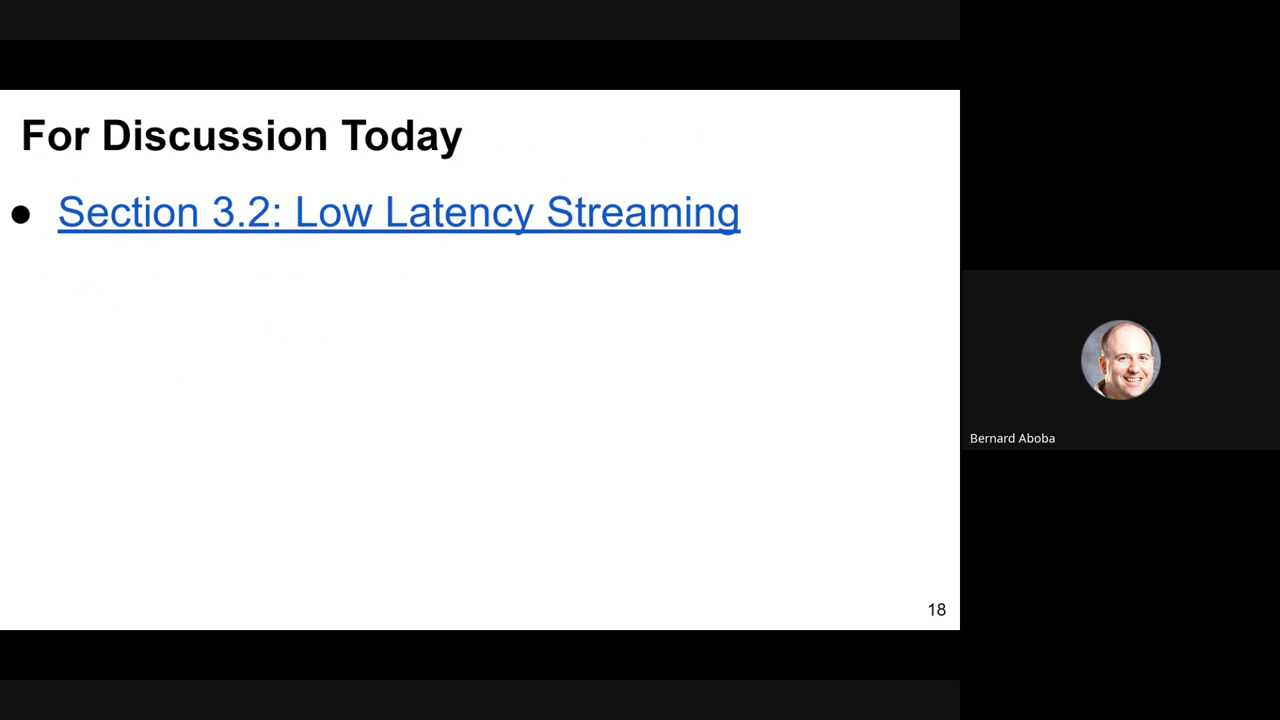 For Discussion Today
● Section 3.2: Low Latency Streaming
Bernard Aboba
18